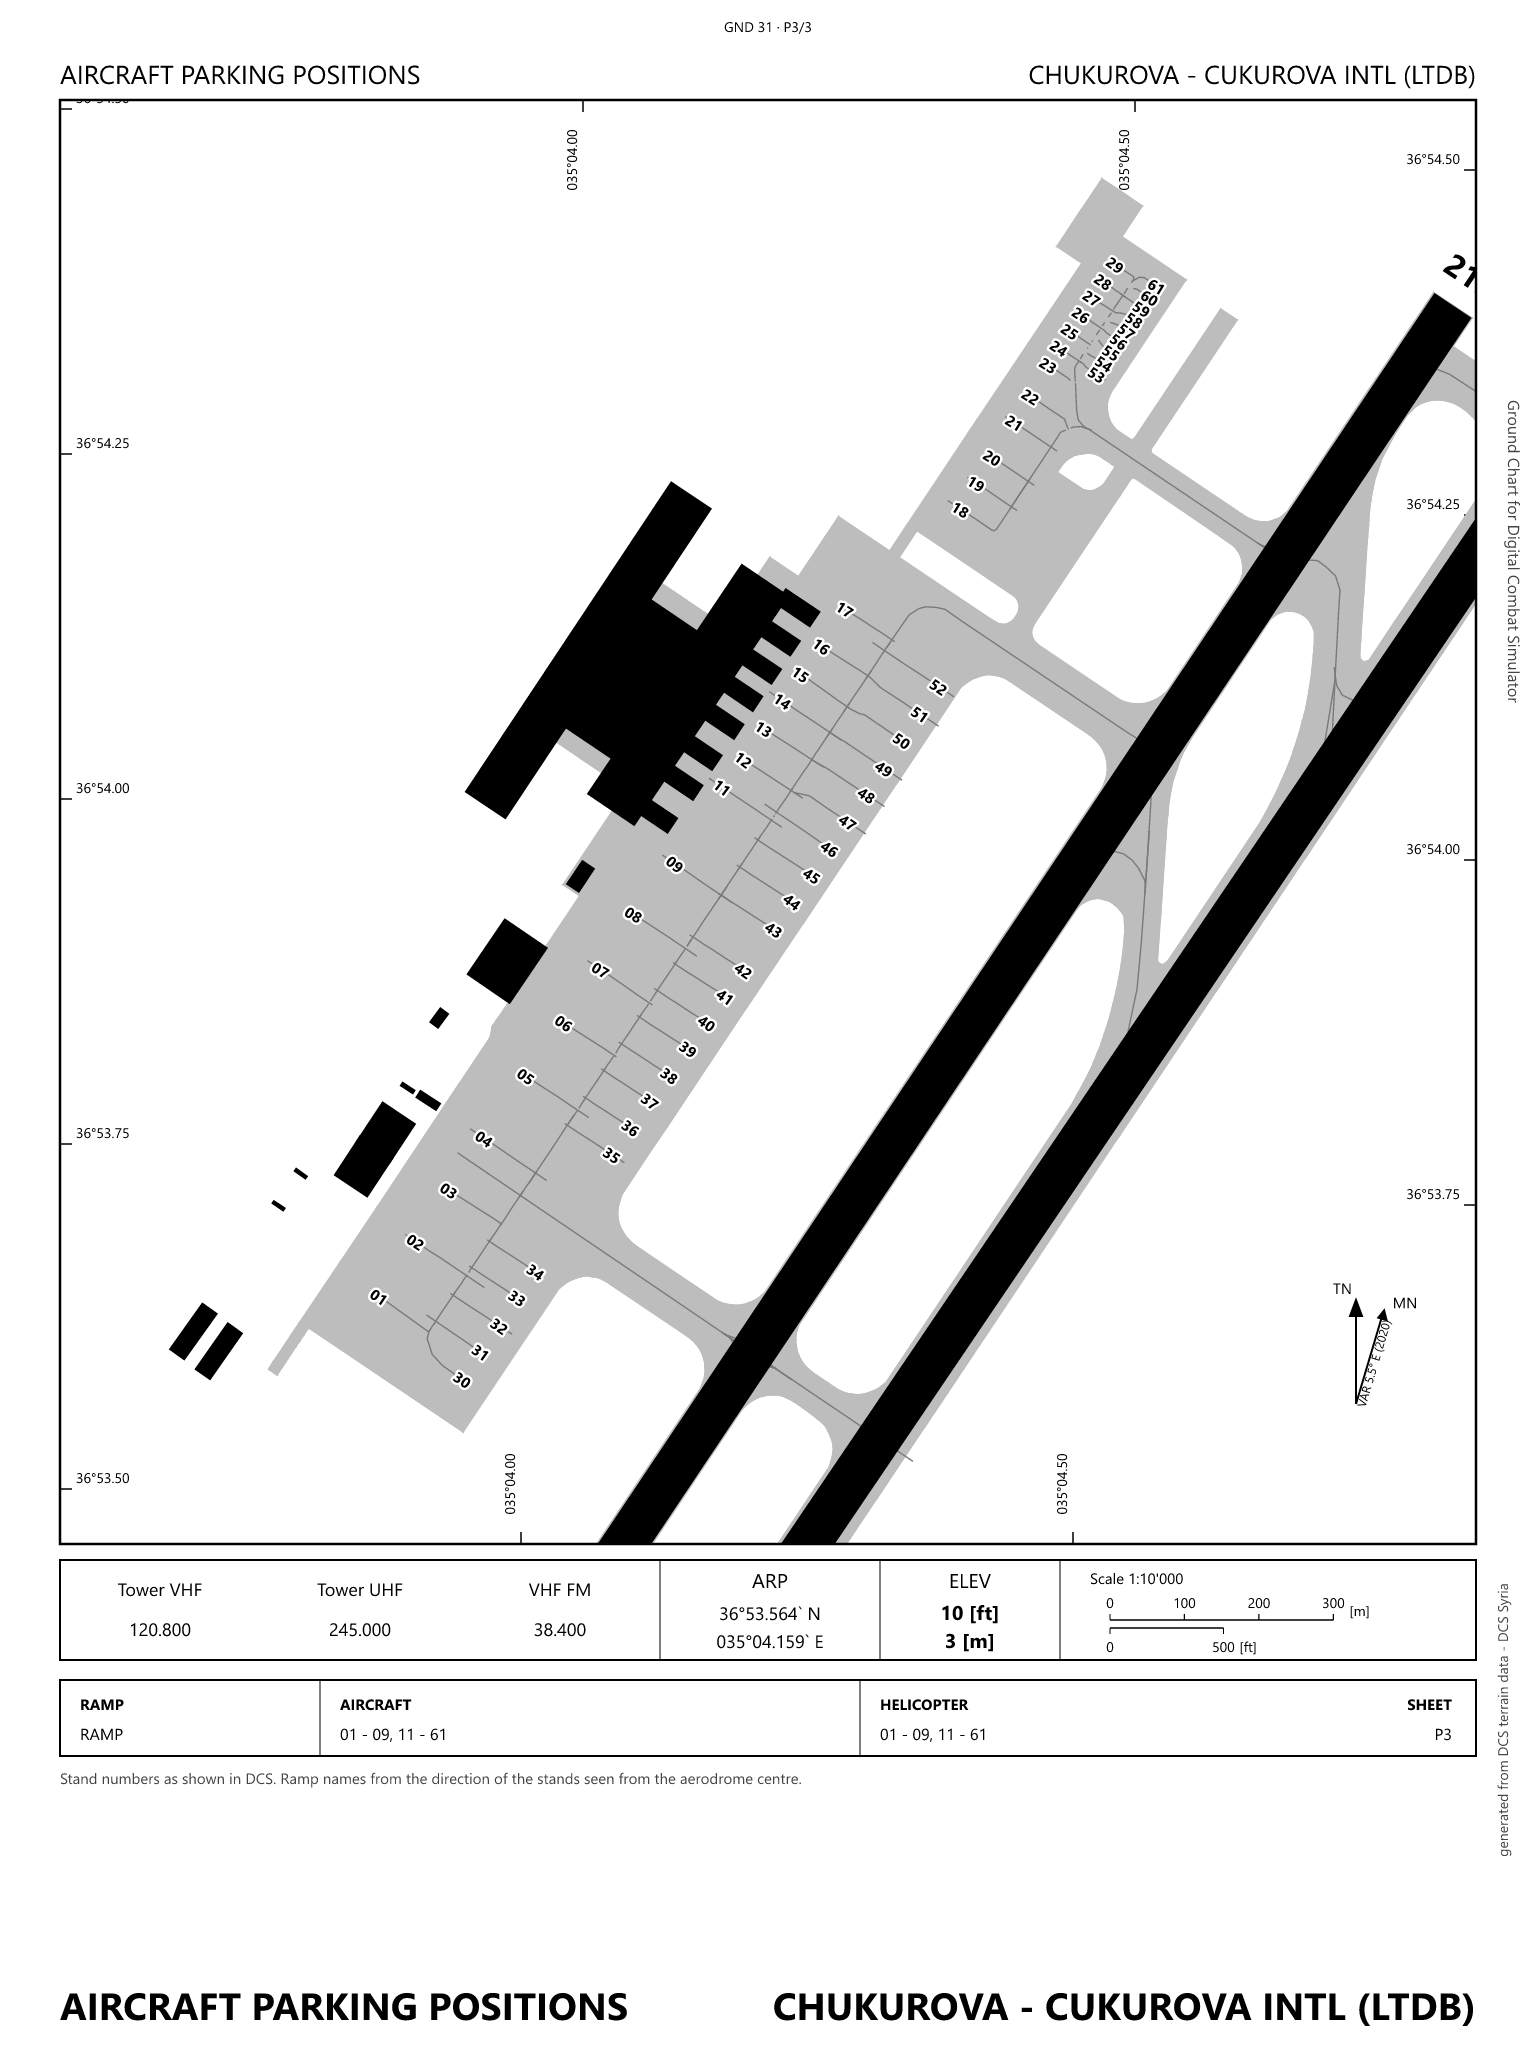 GND 31 · P3/3
AIRCRAFT PARKING POSITIONS
CHUKUROVA - CUKUROVA INTL (LTDB)
035°04.00
035°04.50
36°54.50
21
29
28
27
26
25
24
23
22
21
20
19
18
61
60
59
58
57
56
55
54
53
36°54.25
36°54.25
17
16
15
14
13
12
11
09
08
07
06
05
04
03
02
01
52
51
50
49
48
47
46
45
44
43
42
41
40
39
38
37
36
35
34
33
32
31
30
36°54.00
36°54.00
36°53.75
36°53.75
36°53.50
TN
MN
VAR 5.5° E (2020)
035°04.00
035°04.50
Ground Chart for Digital Combat Simulator
Tower VHF
120.800
Tower UHF
245.000
VHF FM
38.400
ARP
36°53.564` N
035°04.159` E
ELEV
10 [ft]
3 [m]
Scale 1:10'000
0 100 200 300 [m]
0 500 [ft]
RAMP
RAMP
AIRCRAFT
01 - 09, 11 - 61
HELICOPTER
01 - 09, 11 - 61
SHEET
P3
Stand numbers as shown in DCS. Ramp names from the direction of the stands seen from the aerodrome centre.
generated from DCS terrain data - DCS Syria
AIRCRAFT PARKING POSITIONS
CHUKUROVA - CUKUROVA INTL (LTDB)